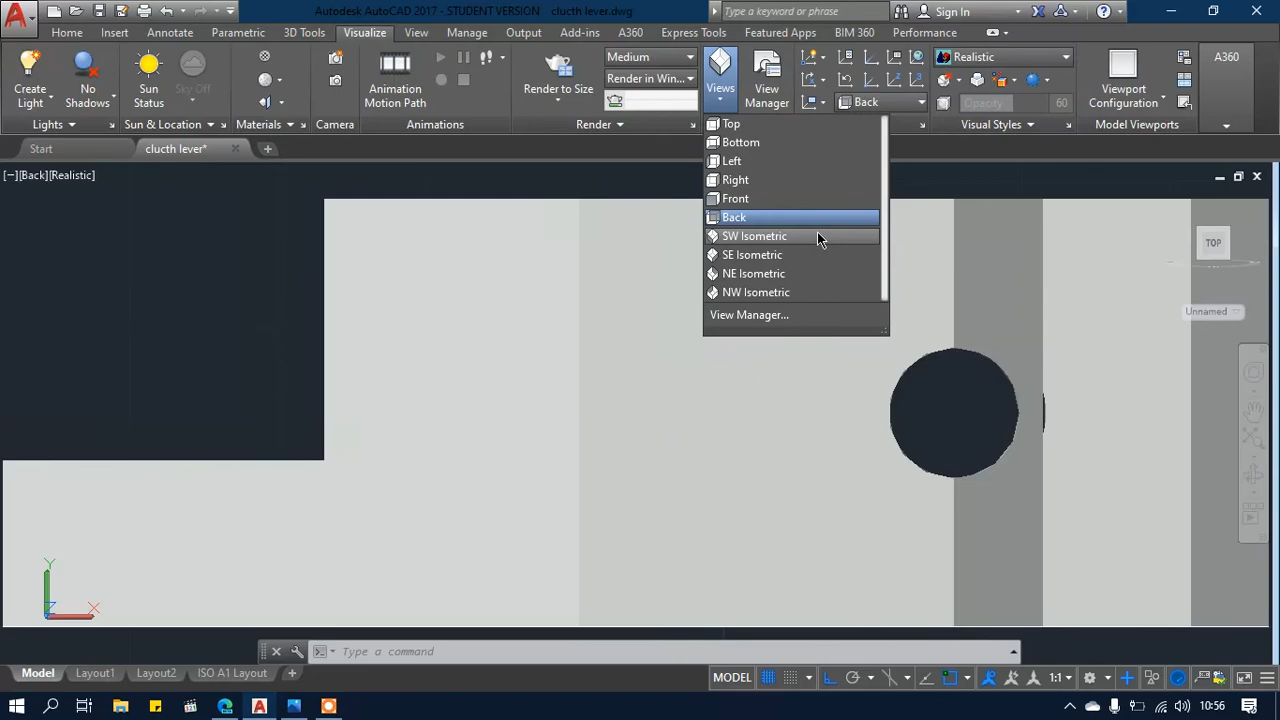 Autodesk AutoCAD 2017 - STUDENT VERSION clucth lever.dwg
Type a keyword or phrase
Sign In
Home Insert Annotate Parametric 3D Tools Visualize View Manage Output Add-ins A360 Express Tools Featured Apps BIM 360 Performance
Create Light
No Shadows
Sun Status
Sky Off
Animation Motion Path
Render to Size
Medium
Render in Win...
Views
View Manager
Back
Realistic
Opacity 60
Viewport Configuration
A360
Lights
Sun & Location
Materials
Camera
Animations
Render
Visual Styles
Model Viewports
Start
clucth lever*
[−][Back][Realistic]
Top
Bottom
Left
Right
Front
Back
SW Isometric
SE Isometric
NE Isometric
NW Isometric
View Manager...
TOP
Unnamed
Y
Z
X
Type a command
Model Layout1 Layout2 ISO A1 Layout
MODEL
1:1
10:56